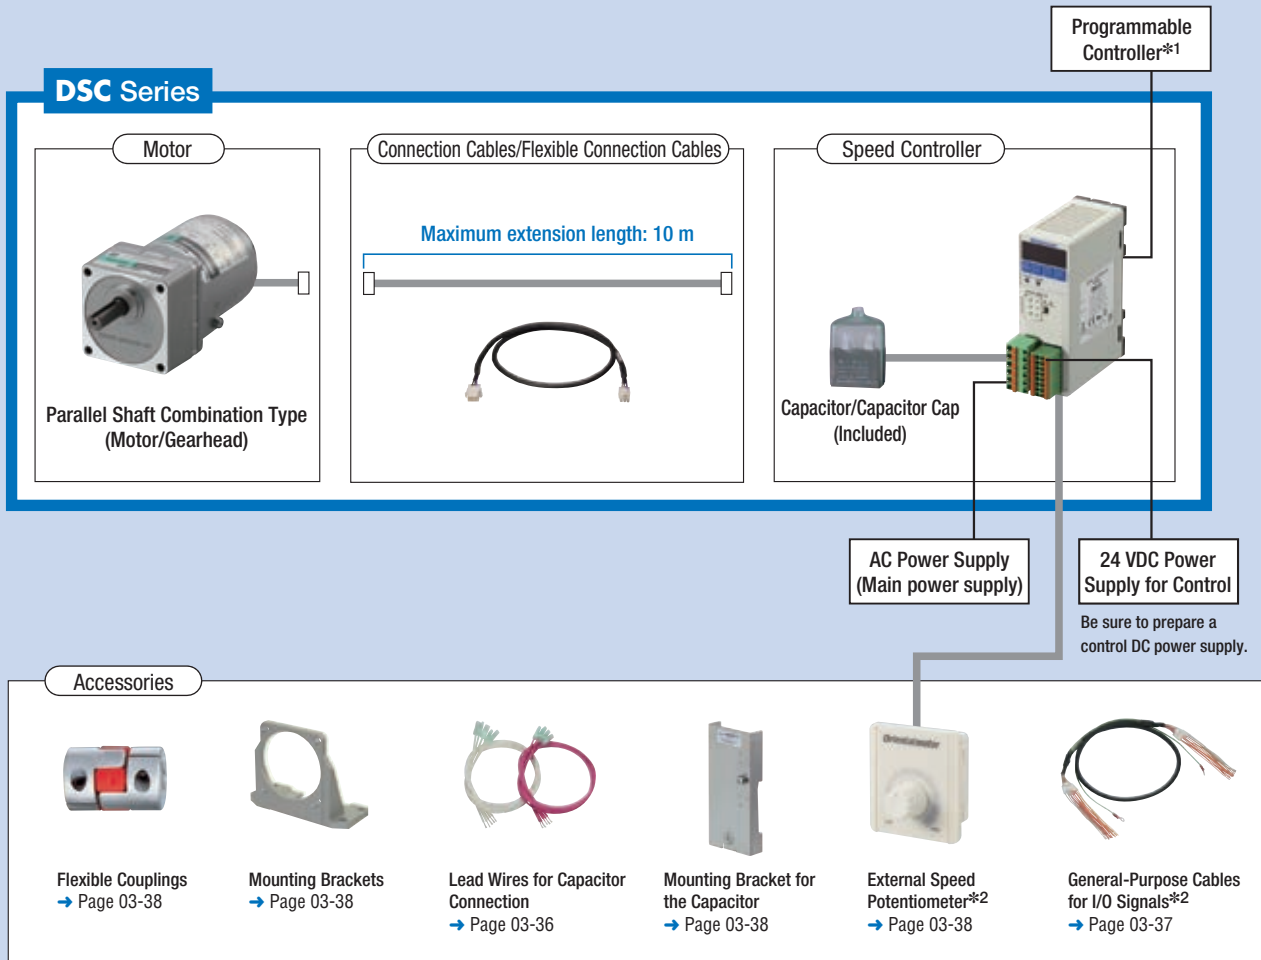 Programmable
Controller*1
DSC Series
Motor
Connection Cables/Flexible Connection Cables
Speed Controller
Maximum extension length: 10 m
Parallel Shaft Combination Type
(Motor/Gearhead)
Capacitor/Capacitor Cap
(Included)
AC Power Supply
(Main power supply)
24 VDC Power
Supply for Control
Be sure to prepare a
control DC power supply.
Accessories
Orientalmotor
Flexible Couplings
→ Page 03-38
Mounting Brackets
→ Page 03-38
Lead Wires for Capacitor
Connection
→ Page 03-36
Mounting Bracket for
the Capacitor
→ Page 03-38
External Speed
Potentiometer*2
→ Page 03-38
General-Purpose Cables
for I/O Signals*2
→ Page 03-37